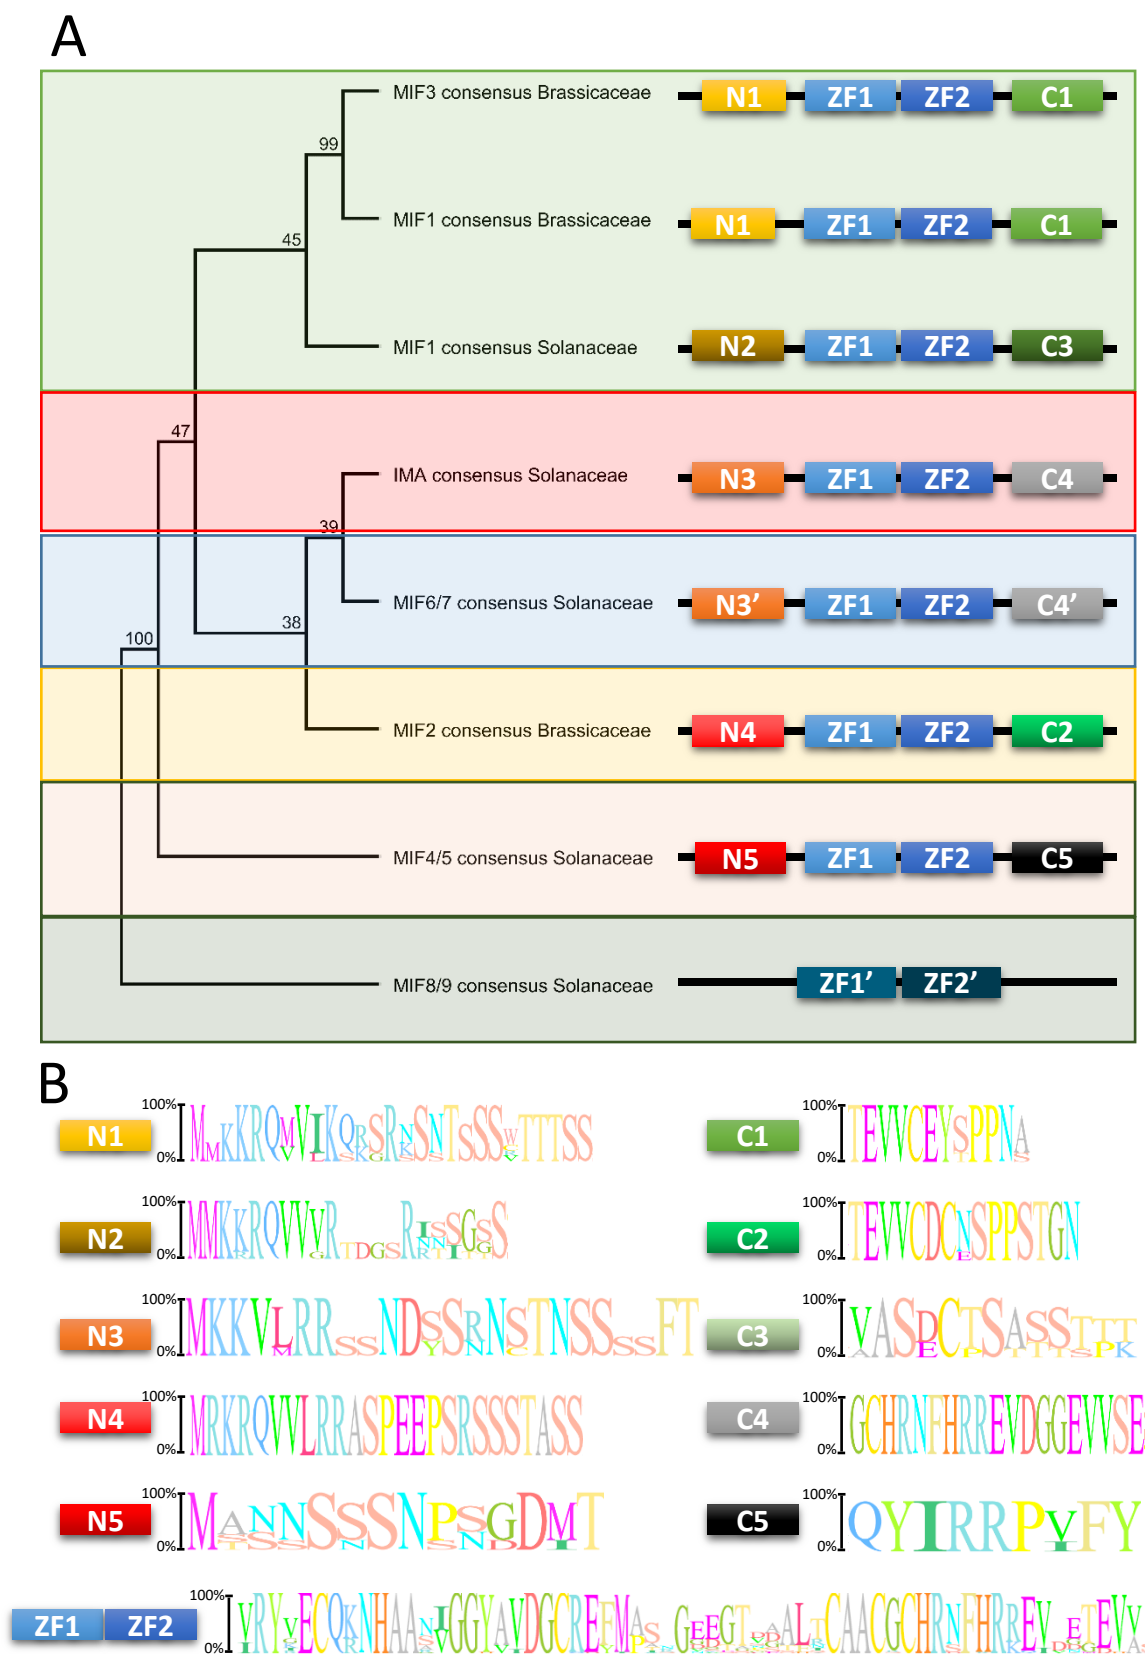 A
MIF3 consensus Brassicaceae N1 ZF1 ZF2 C1
99
MIF1 consensus Brassicaceae N1 ZF1 ZF2 C1
45
MIF1 consensus Solanaceae N2 ZF1 ZF2 C3
47
IMA consensus Solanaceae N3 ZF1 ZF2 C4
39
MIF6/7 consensus Solanaceae N3’ ZF1 ZF2 C4’
38
100
MIF2 consensus Brassicaceae N4 ZF1 ZF2 C2
MIF4/5 consensus Solanaceae N5 ZF1 ZF2 C5
MIF8/9 consensus Solanaceae ZF1’ ZF2’
B
100% 100%
N1 C1 TEVVCEYSPPNA
0% 0%
100% 100%
N2 C2 TEVVCDCNSPPSTGN
0% 0%
100% 100%
N3 MKKVLRRSSNDSSRNSTNSSSSFT C3 VASDCTSASSTTT
0% 0%
100% 100%
N4 MRKRQVVLRRASPEEPSRSSSTASS C4 GCHRNFHRREVDGGEVVSE
0% 0%
100% 100%
N5 MANNSSSNPSGDMT C5 QYIRRPVFY
0% 0%
100%
ZF1 ZF2
0%